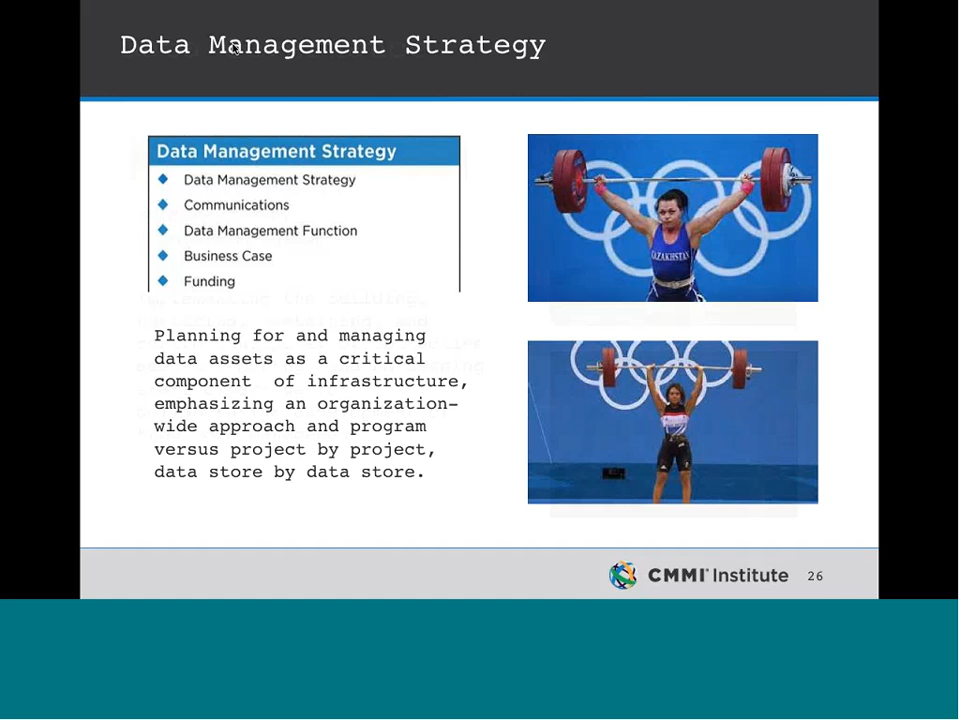 Data Management Strategy
Data Management Strategy
Data Management Strategy
Communications
Data Management Function
Business Case
Funding
Planning for and managing
data assets as a critical
component of infrastructure,
emphasizing an organization-
wide approach and program
versus project by project,
data store by data store.
KAZAKHSTAN
CMMI Institute
26